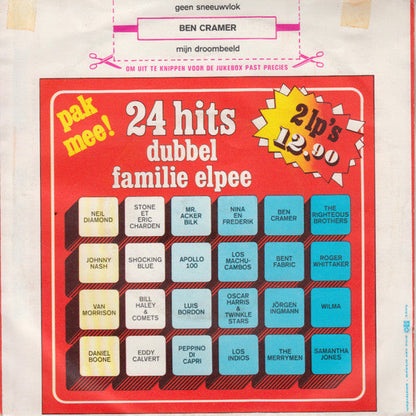 geen sneeuwvlok
BEN CRAMER
mijn droombeeld
OM UIT TE KNIPPEN VOOR DE JUKEBOX PAST PRECIES
pak
mee!
24 hits
dubbel
familie elpee
2 lp's
12.90
NEIL
DIAMOND
STONE
ET
ERIC
CHARDEN
MR.
ACKER
BILK
NINA
EN
FREDERIK
BEN
CRAMER
THE
RIGHTEOUS
BROTHERS
JOHNNY
NASH
SHOCKING
BLUE
APOLLO
100
LOS
MACHU-
CAMBOS
BENT
FABRIC
ROGER
WHITTAKER
VAN
MORRISON
BILL
HALEY
&
COMETS
LUIS
BORDON
OSCAR
HARRIS
&
TWINKLE
STARS
JÖRGEN
INGMANN
WILMA
DANIEL
BOONE
EDDY
CALVERT
PEPPINO
DI
CAPRI
LOS
INDIOS
THE
MERRYMEN
SAMANTHA
JONES